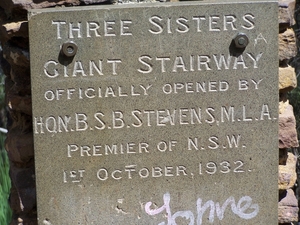 THREE SISTERS
GIANT STAIRWAY
OFFICIALLY OPENED BY
HON. B.S.B. STEVENS, M.L.A.
PREMIER OF N.S.W.
1ST OCTOBER, 1932.